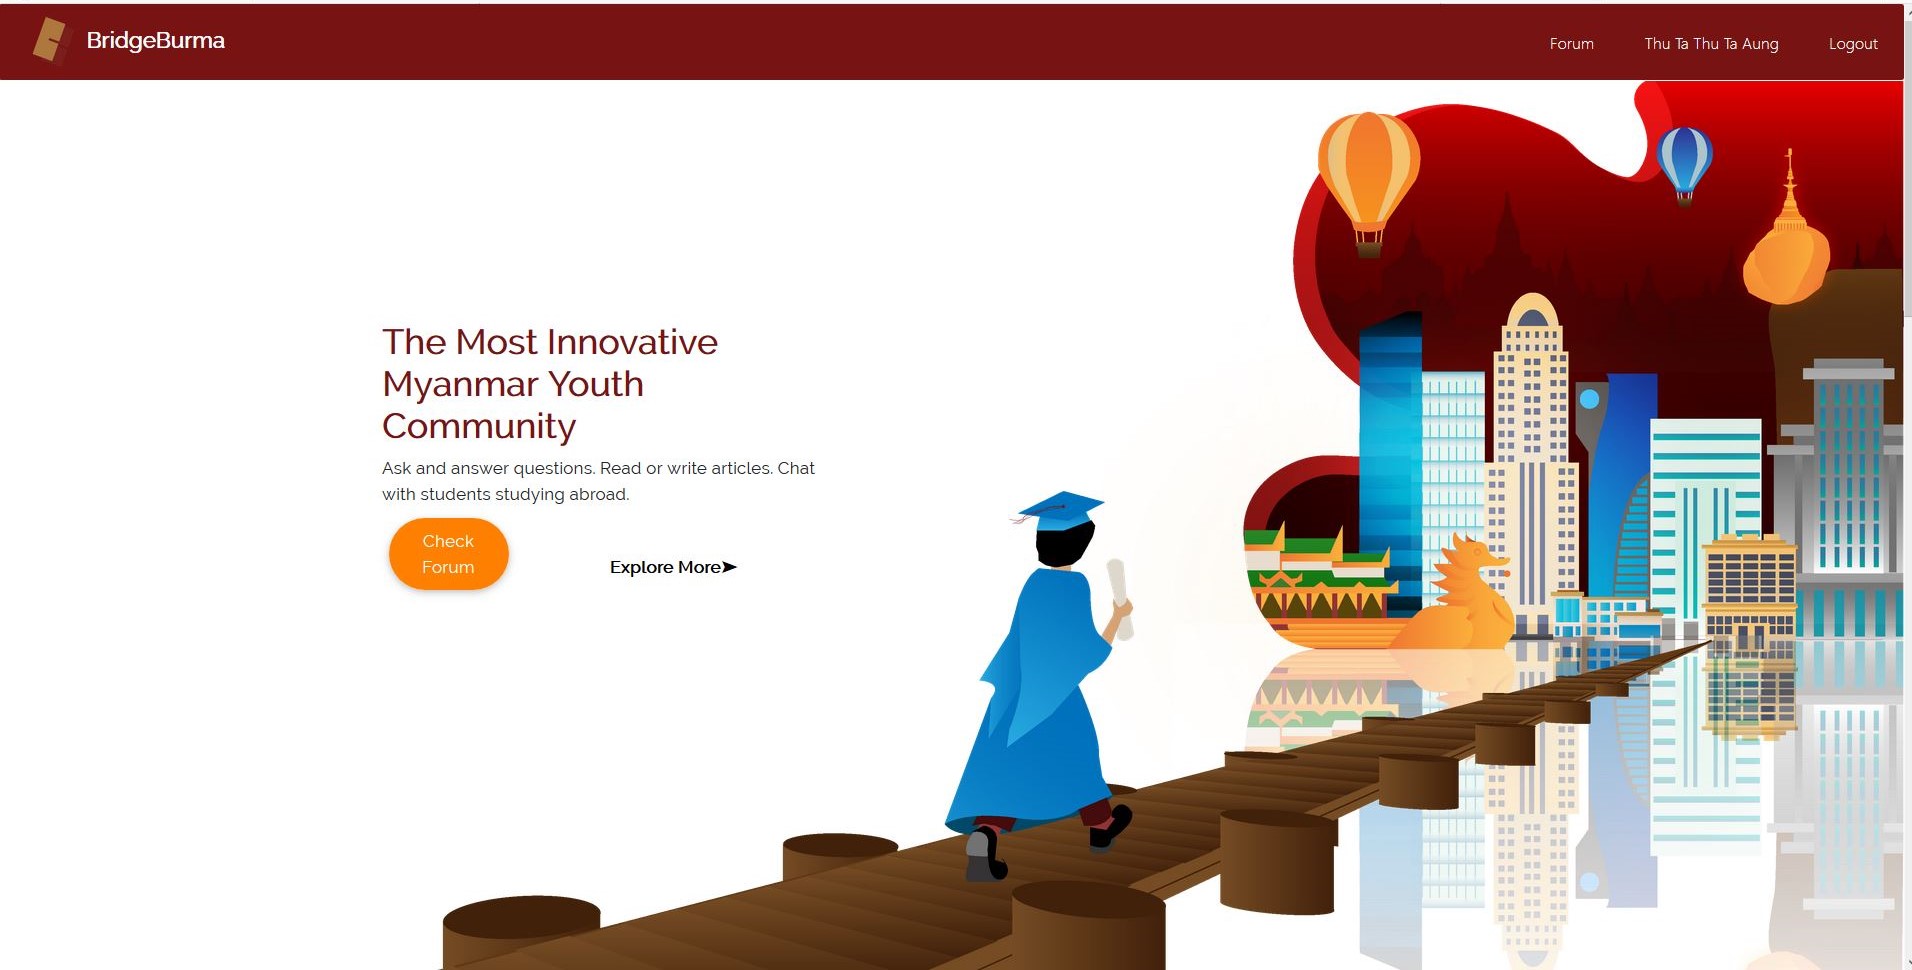 BridgeBurma
Forum
Thu Ta Thu Ta Aung
Logout
The Most Innovative
Myanmar Youth
Community
Ask and answer questions. Read or write articles. Chat
with students studying abroad.
Check
Forum
Explore More➤